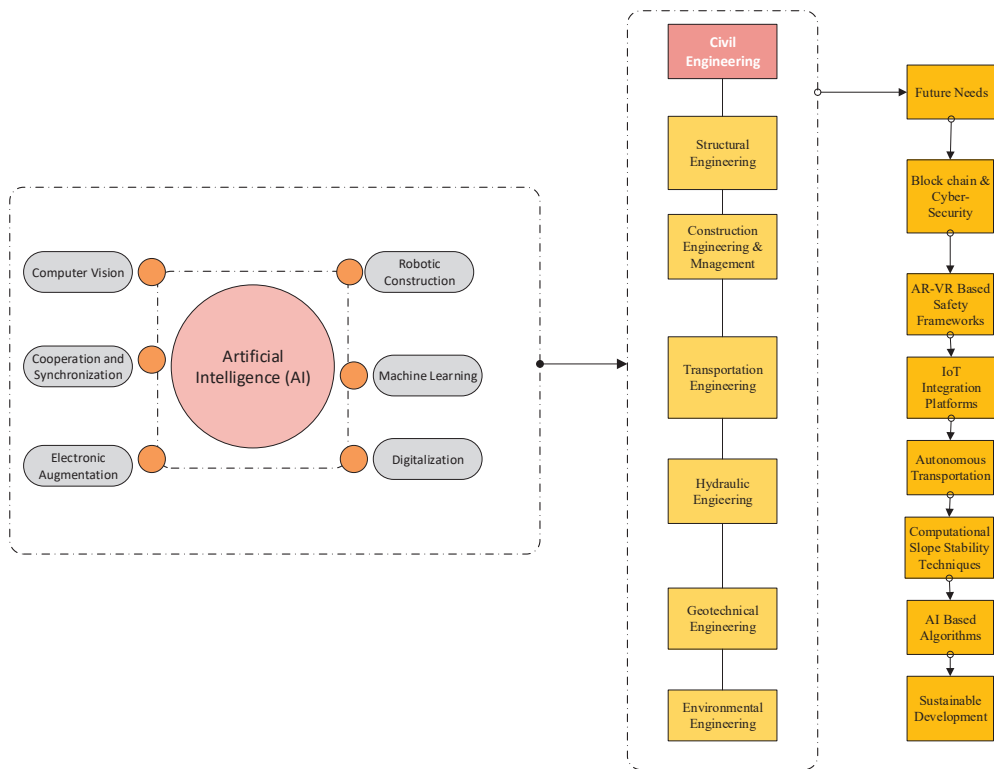 Computer Vision
Cooperation and
Synchronization
Electronic
Augmentation
Artificial
Intelligence (AI)
Robotic
Construction
Machine Learning
Digitalization
Civil
Engineering
Structural
Engineering
Construction
Engineering &
Mnagement
Transportation
Engineering
Hydraulic
Engieering
Geotechnical
Engineering
Environmental
Engineering
Future Needs
Block chain &
Cyber-
Security
AR-VR Based
Safety
Frameworks
IoT
Integration
Platforms
Autonomous
Transportation
Computational
Slope Stability
Techniques
AI Based
Algorithms
Sustainable
Development